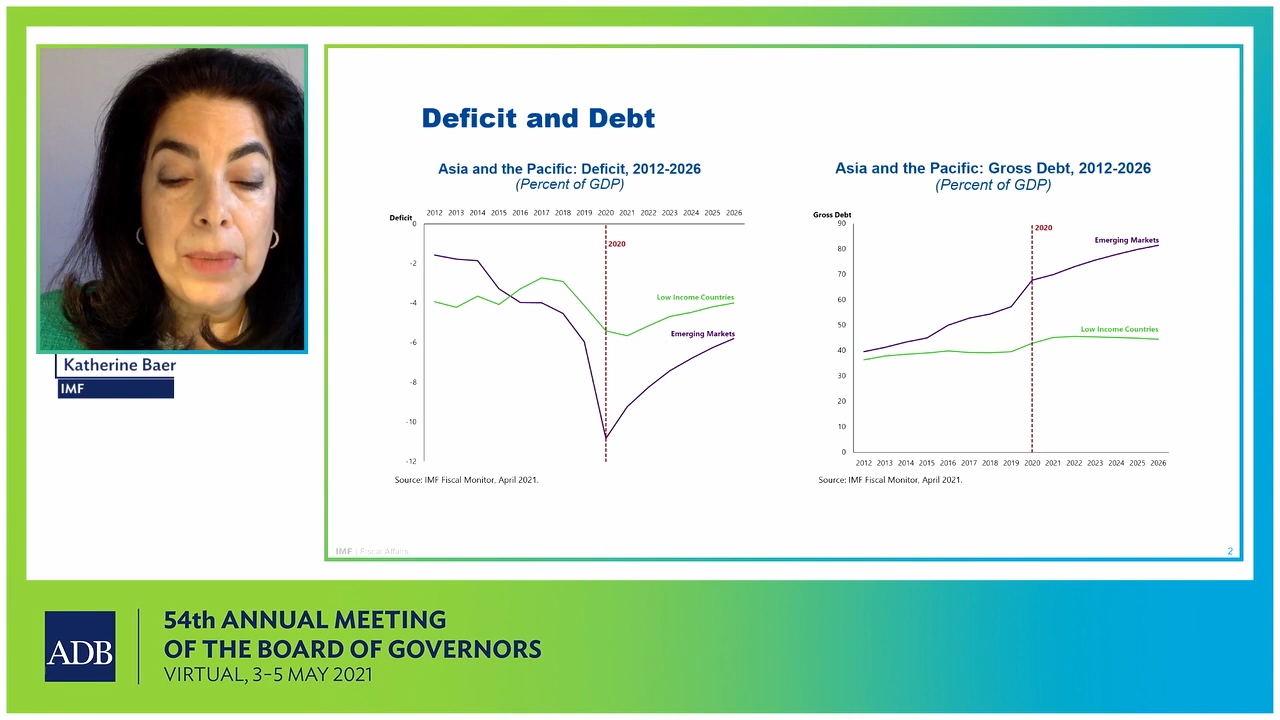 Katherine Baer
IMF
Deficit and Debt
Asia and the Pacific: Deficit, 2012-2026
(Percent of GDP)
Deficit
2012 2013 2014 2015 2016 2017 2018 2019 2020 2021 2022 2023 2024 2025 2026
0
-2
-4
-6
-8
-10
-12
2020
Low Income Countries
Emerging Markets
Source: IMF Fiscal Monitor, April 2021.
Asia and the Pacific: Gross Debt, 2012-2026
(Percent of GDP)
Gross Debt
90
80
70
60
50
40
30
20
10
0
2020
Emerging Markets
Low Income Countries
2012 2013 2014 2015 2016 2017 2018 2019 2020 2021 2022 2023 2024 2025 2026
Source: IMF Fiscal Monitor, April 2021.
IMF | Fiscal Affairs
2
ADB
54th ANNUAL MEETING
OF THE BOARD OF GOVERNORS
VIRTUAL, 3–5 MAY 2021